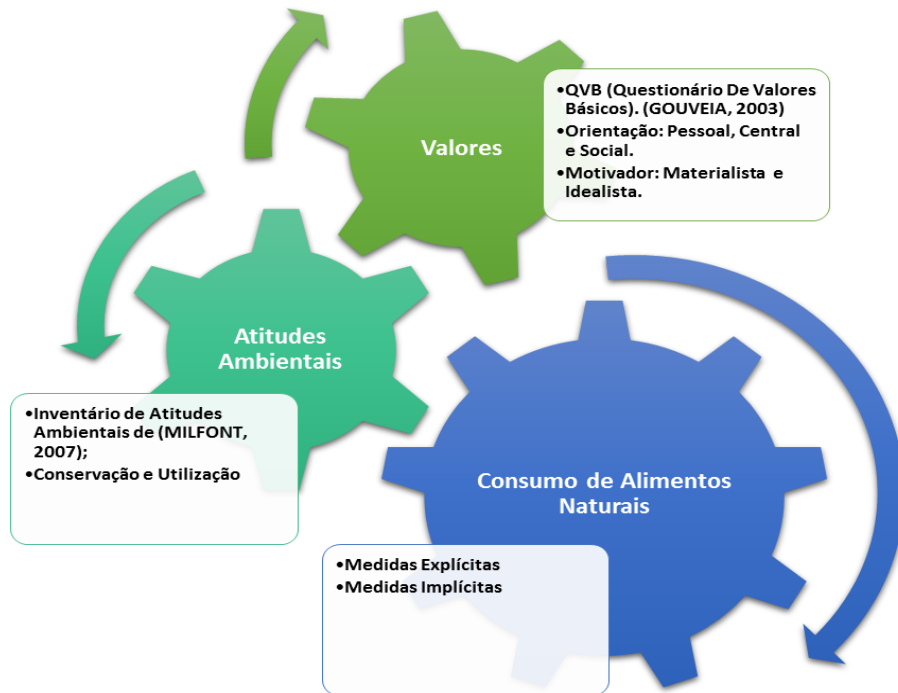 Valores
•QVB (Questionário De Valores
Básicos). (GOUVEIA, 2003)
•Orientação: Pessoal, Central
e Social.
•Motivador: Materialista e
Idealista.
Atitudes
Ambientais
•Inventário de Atitudes
Ambientais de (MILFONT,
2007);
•Conservação e Utilização
Consumo de Alimentos
Naturais
•Medidas Explícitas
•Medidas Implícitas